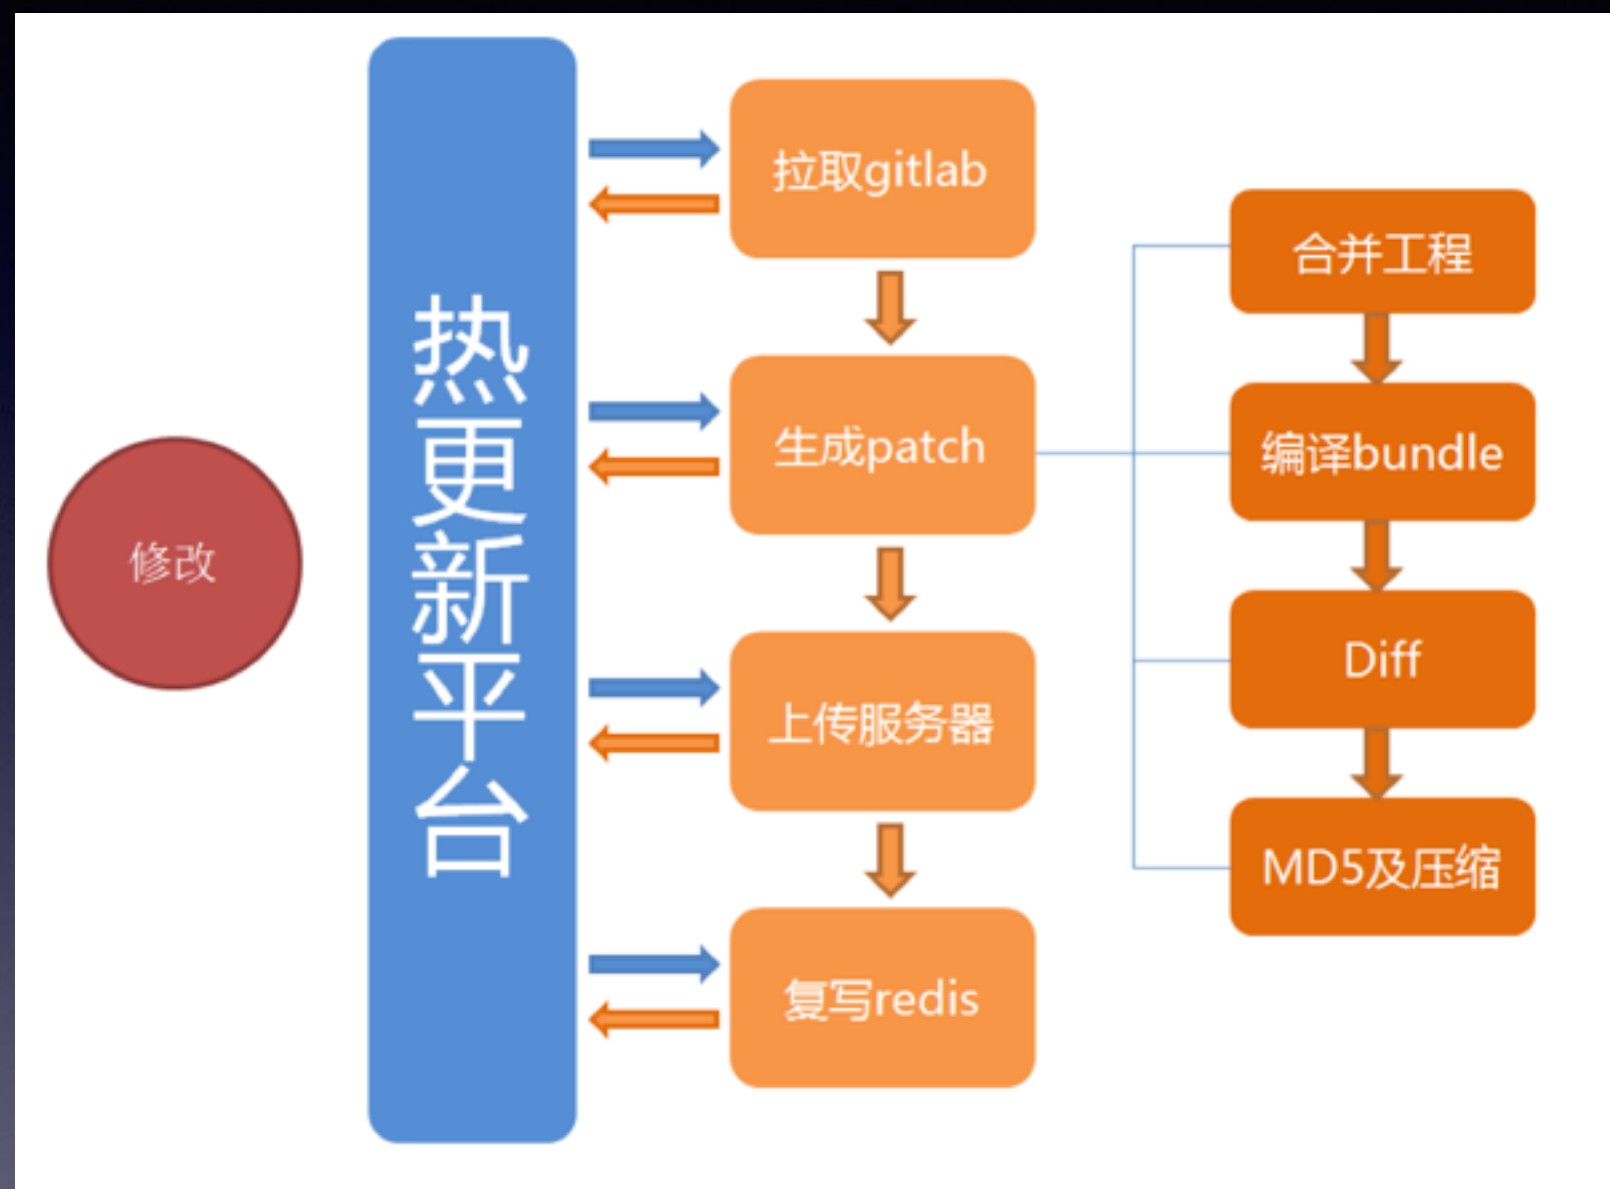 修改
热更新平台
拉取gitlab
生成patch
上传服务器
复写redis
合并工程
编译bundle
Diff
MD5及压缩